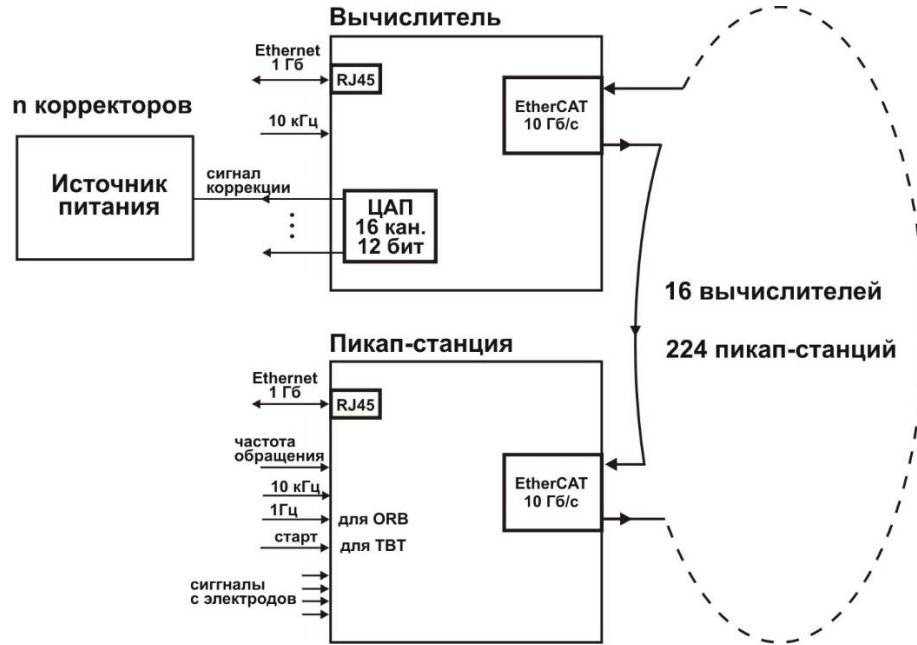 Вычислитель
Ethernet
1 Гб
RJ45
EtherCAT
10 Гб/с
n корректоров
10 кГц
Источник
питания
сигнал
коррекции
ЦАП
16 кан.
12 бит
16 вычислителей
224 пикап-станций
Пикап-станция
Ethernet
1 Гб
RJ45
частота
обращения
EtherCAT
10 Гб/с
10 кГц
1Гц
для ORB
старт
для TBT
сиггналы
с электродов